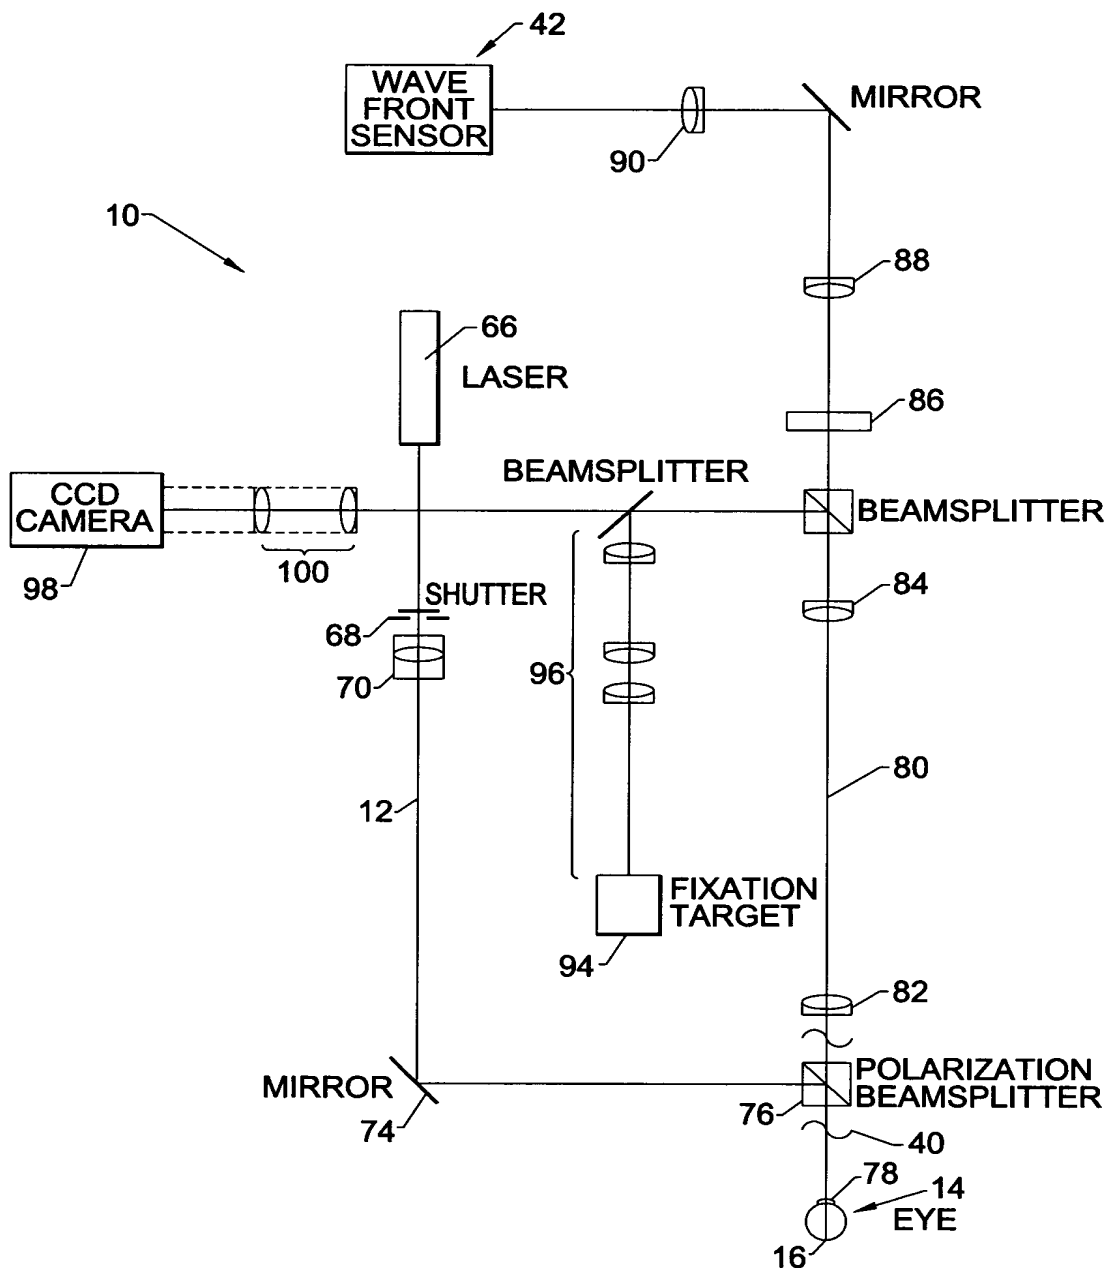 42
WAVE
FRONT
SENSOR
MIRROR
90
10
88
66
LASER
86
BEAMSPLITTER
CCD
CAMERA
BEAMSPLITTER
98
100
SHUTTER
84
68
96
70
80
12
FIXATION
TARGET
94
82
MIRROR
POLARIZATION
BEAMSPLITTER
74
76
40
78
14
EYE
16